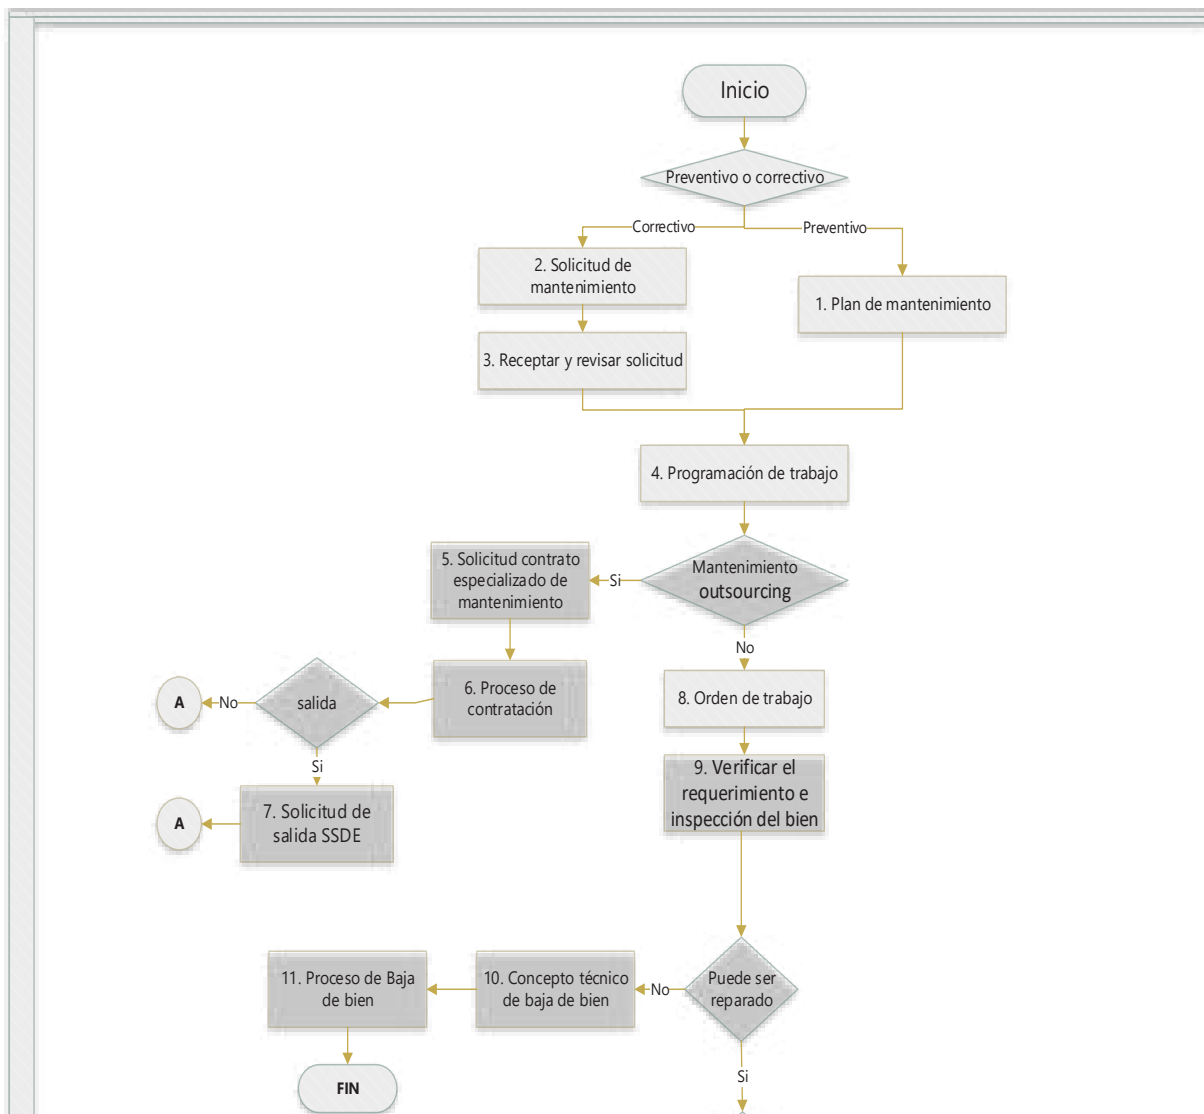 Inicio
Preventivo o correctivo
Correctivo
Preventivo
2. Solicitud de
mantenimiento
1. Plan de mantenimiento
3. Receptar y revisar solicitud
4. Programación de trabajo
5. Solicitud contrato
especializado de
mantenimiento
Si
Mantenimiento
outsourcing
No
A
No
salida
6. Proceso de
contratación
8. Orden de trabajo
Si
9. Verificar el
requerimiento e
inspección del bien
A
7. Solicitud de
salida SSDE
11. Proceso de Baja
de bien
10. Concepto técnico
de baja de bien
No
Puede ser
reparado
Si
FIN